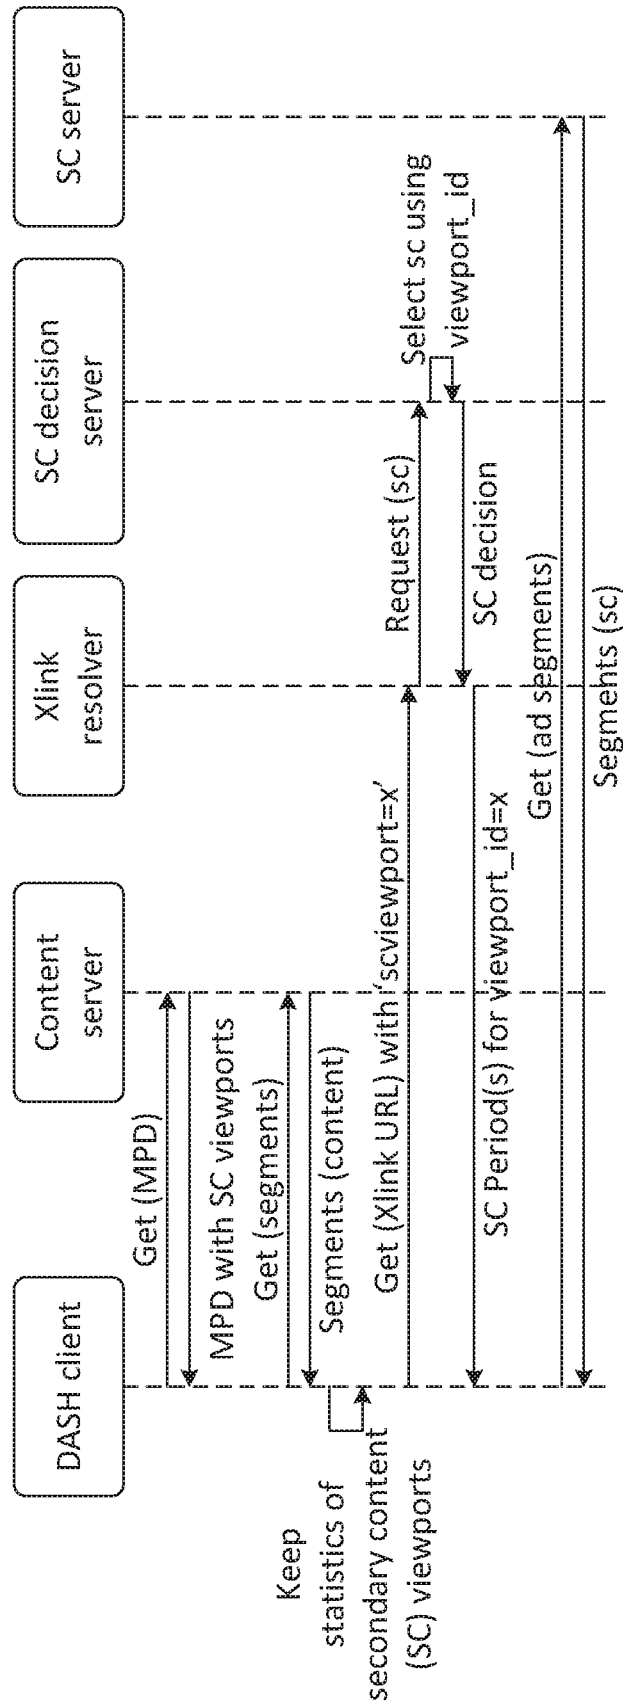 DASH client
Content
server
Xlink
resolver
SC decision
server
SC server
Get (MPD)
MPD with SC viewports
Get (segments)
Segments (content)
Keep
statistics of
secondary content
(SC) viewports
Get (Xlink URL) with ‘scviewport=x’
Request (sc)
Select sc using
viewport_id
SC decision
SC Period(s) for viewport_id=x
Get (ad segments)
Segments (sc)